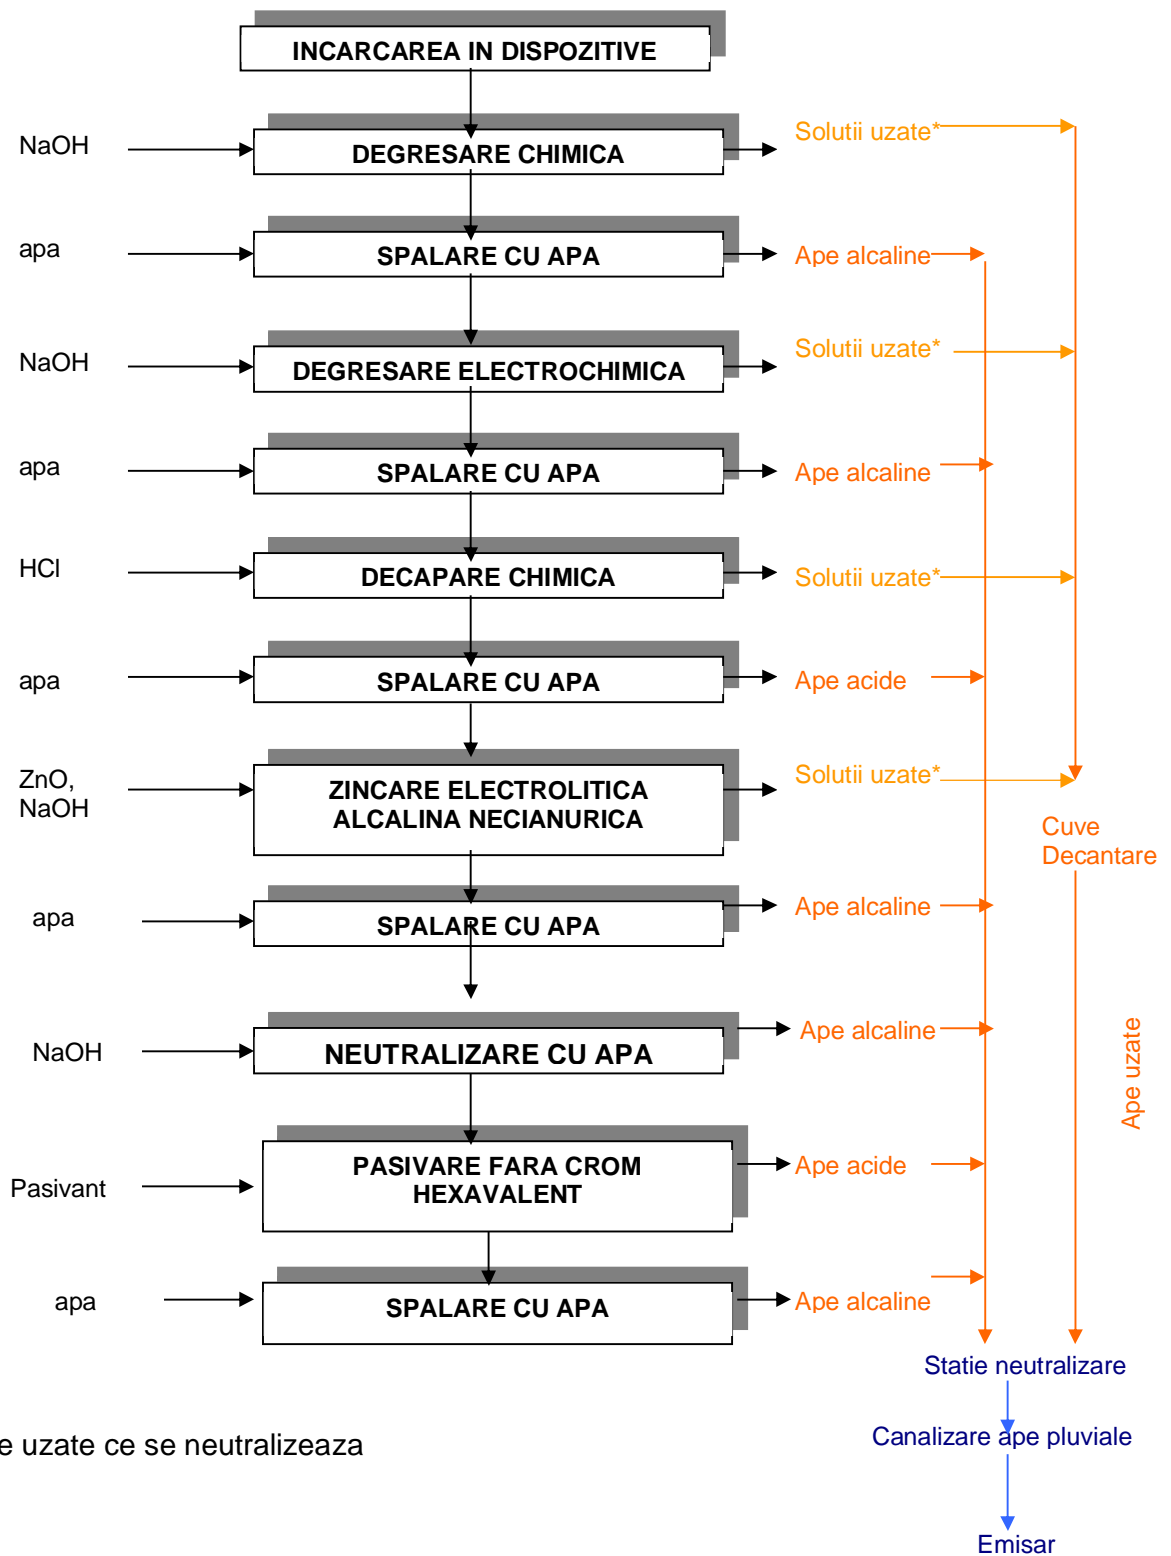 INCARCAREA IN DISPOZITIVE
NaOH
DEGRESARE CHIMICA
Solutii uzate*
apa
SPALARE CU APA
Ape alcaline
NaOH
DEGRESARE ELECTROCHIMICA
Solutii uzate*
apa
SPALARE CU APA
Ape alcaline
HCl
DECAPARE CHIMICA
Solutii uzate*
apa
SPALARE CU APA
Ape acide
ZnO,
NaOH
ZINCARE ELECTROLITICA
ALCALINA NECIANURICA
Solutii uzate*
Cuve
Decantare
apa
SPALARE CU APA
Ape alcaline
NaOH
NEUTRALIZARE CU APA
Ape alcaline
Ape uzate
Pasivant
PASIVARE FARA CROM
HEXAVALENT
Ape acide
apa
SPALARE CU APA
Ape alcaline
Statie neutralizare
e uzate ce se neutralizeaza
Canalizare ape pluviale
Emisar